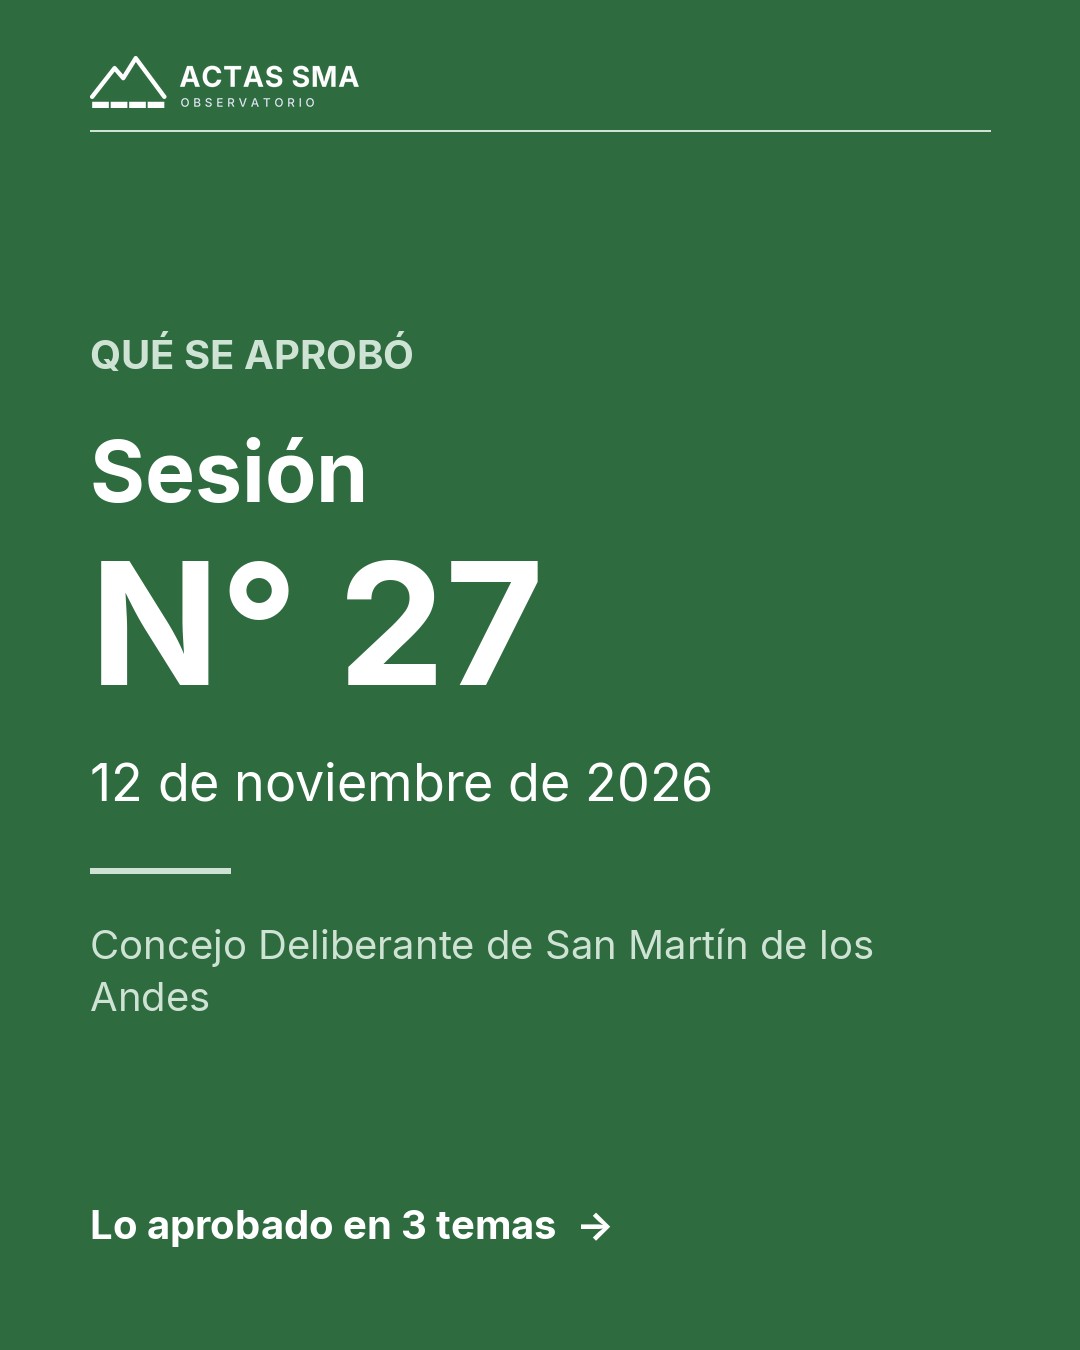 ACTAS SMA
OBSERVATORIO
QUÉ SE APROBÓ
Sesión
N° 27
12 de noviembre de 2026
Concejo Deliberante de San Martín de los
Andes
Lo aprobado en 3 temas →